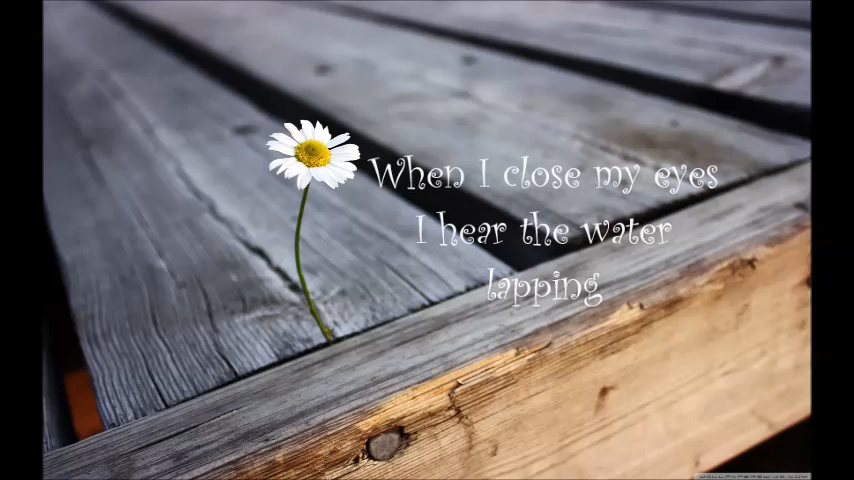 When I close my eyes
I hear the water
lapping